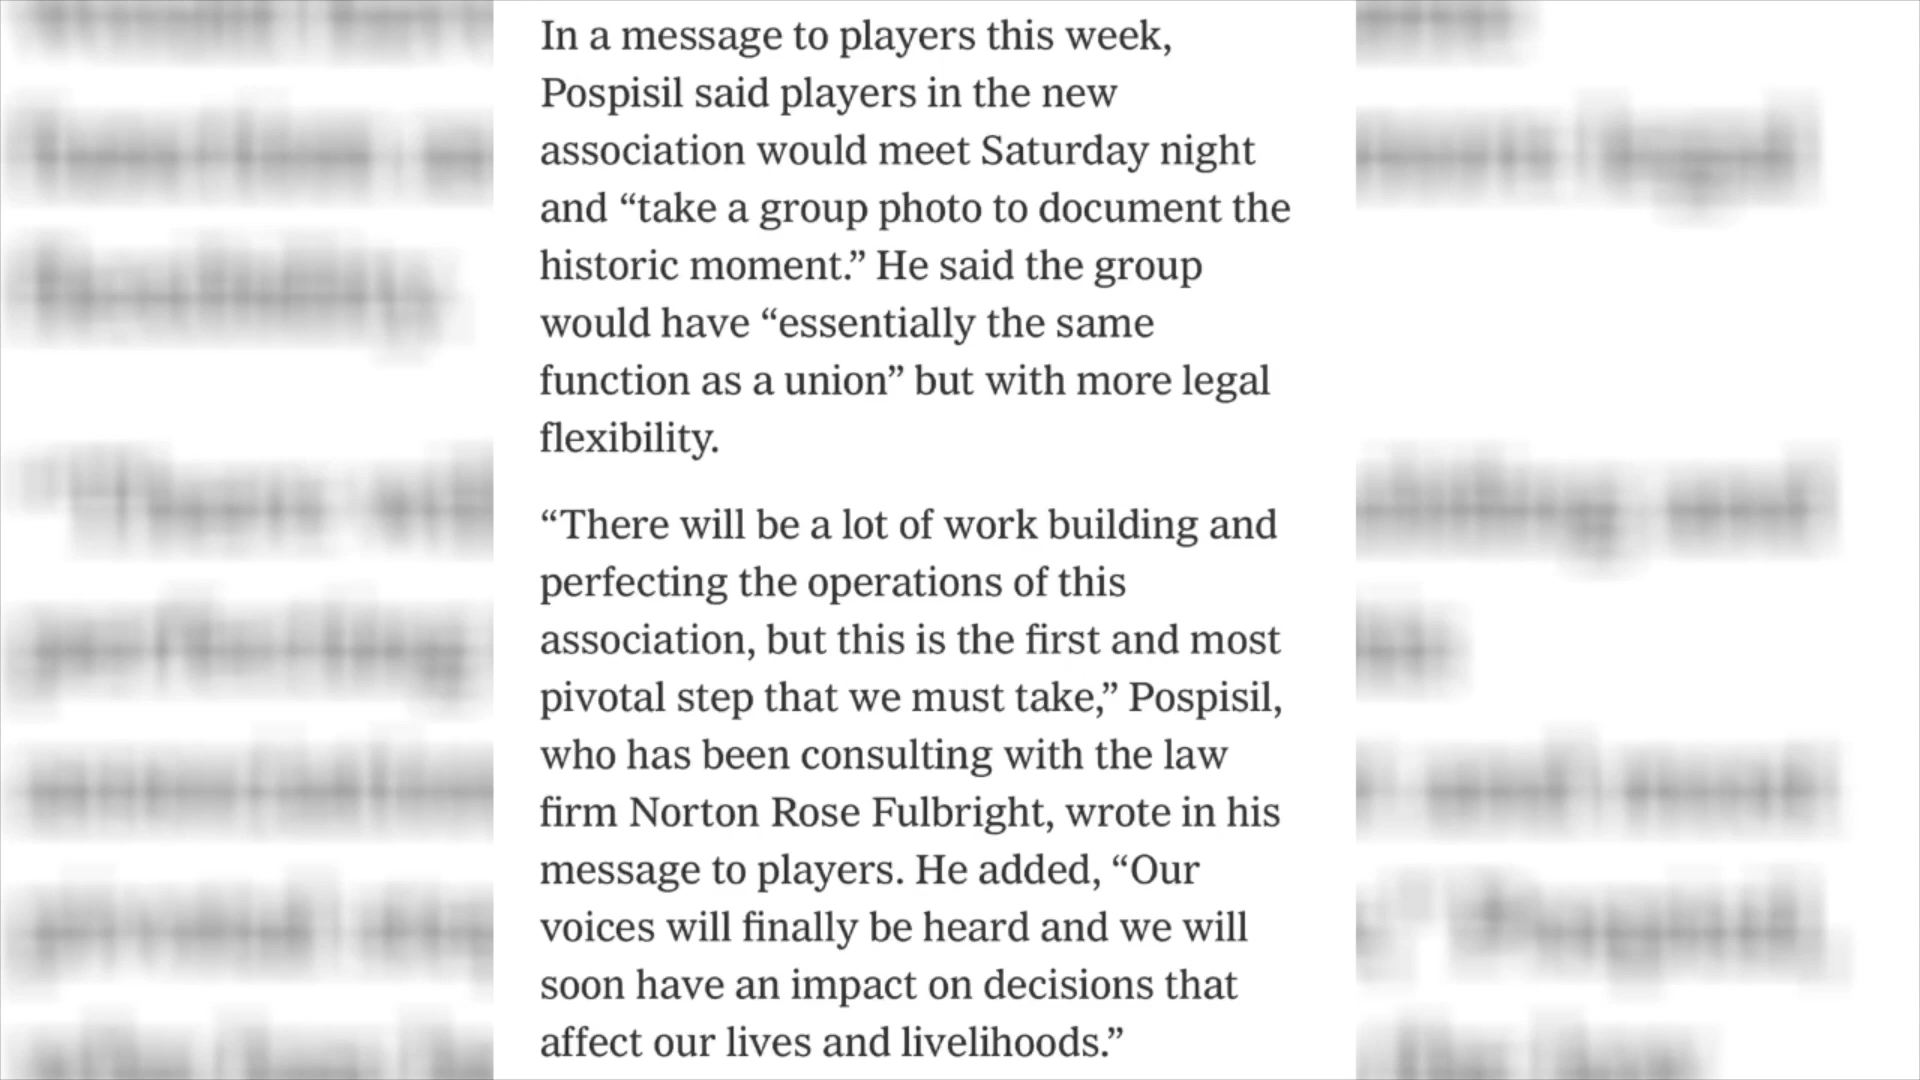 In a message to players this week,
Pospisil said players in the new
association would meet Saturday night
and “take a group photo to document the
historic moment.” He said the group
would have “essentially the same
function as a union” but with more legal
flexibility.
“There will be a lot of work building and
perfecting the operations of this
association, but this is the first and most
pivotal step that we must take,” Pospisil,
who has been consulting with the law
firm Norton Rose Fulbright, wrote in his
message to players. He added, “Our
voices will finally be heard and we will
soon have an impact on decisions that
affect our lives and livelihoods.”